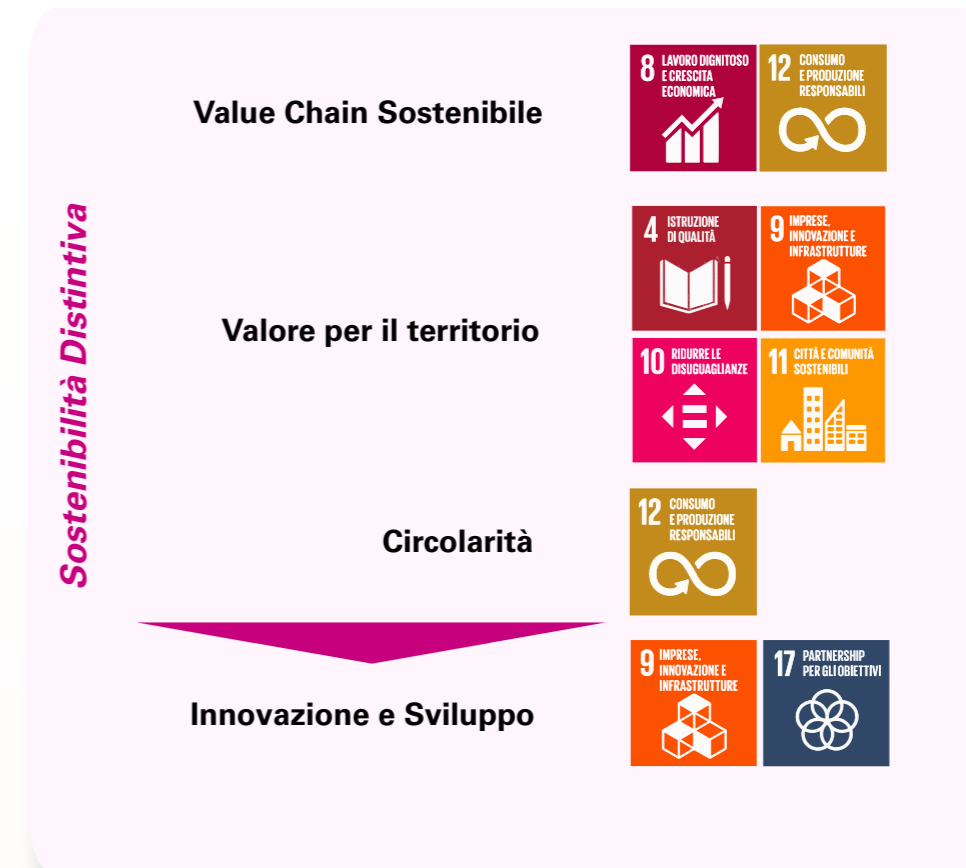 Sostenibilità Distintiva
Value Chain Sostenibile
8 LAVORO DIGNITOSO
E CRESCITA
ECONOMICA
12 CONSUMO
E PRODUZIONE
RESPONSABILI
Valore per il territorio
4 ISTRUZIONE
DI QUALITÀ
9 IMPRESE,
INNOVAZIONE E
INFRASTRUTTURE
10 RIDURRE LE
DISUGUAGLIANZE
11 CITTÀ E COMUNITÀ
SOSTENIBILI
Circolarità
12 CONSUMO
E PRODUZIONE
RESPONSABILI
Innovazione e Sviluppo
9 IMPRESE,
INNOVAZIONE E
INFRASTRUTTURE
17 PARTNERSHIP
PER GLI OBIETTIVI